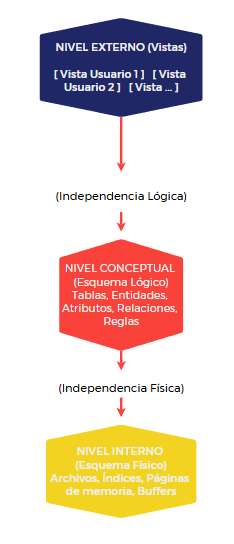 NIVEL EXTERNO (Vistas)
[ Vista Usuario 1 ]   [ Vista
Usuario 2 ]   [ Vista ... ]
(Independencia Lógica)
NIVEL CONCEPTUAL
(Esquema Lógico)
Tablas, Entidades,
Atributos, Relaciones,
Reglas
(Independencia Física)
NIVEL INTERNO
(Esquema Físico)
Archivos, Índices, Páginas
de memoria, Buffers